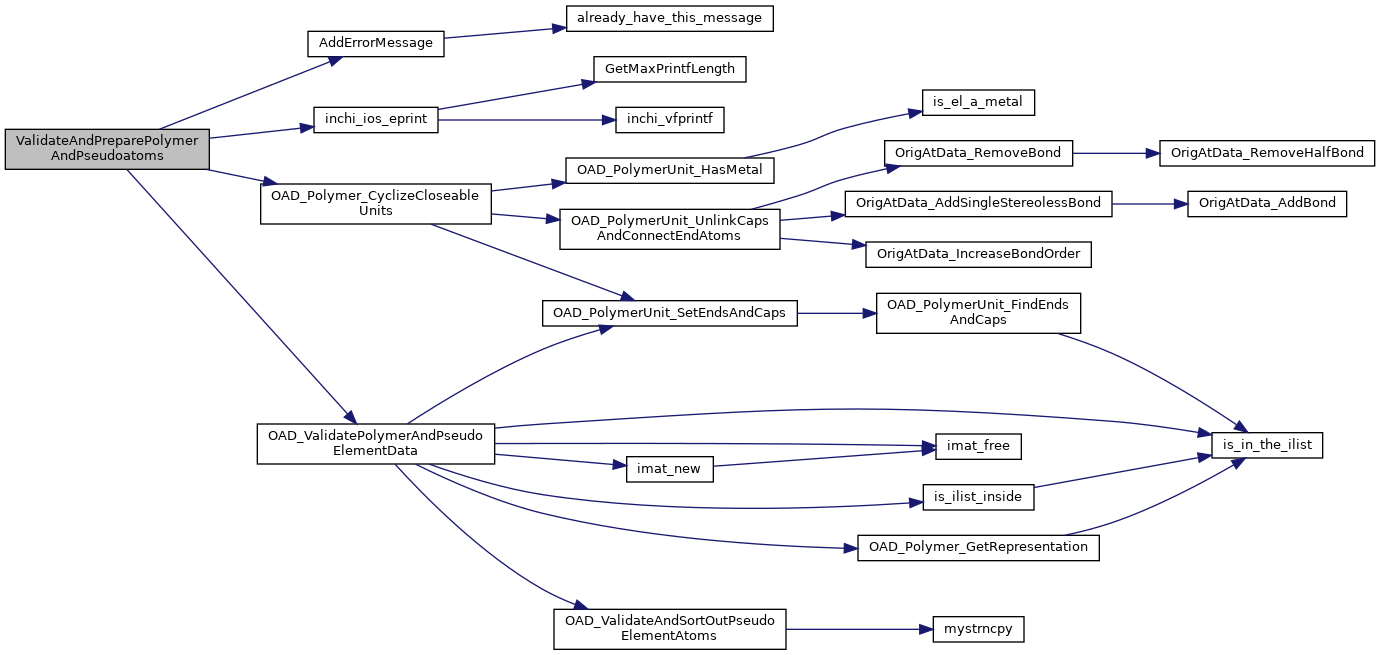 already_have_this_message
AddErrorMessage
GetMaxPrintfLength
is_el_a_metal
inchi_ios_eprint
inchi_vfprintf
ValidateAndPreparePolymer
AndPseudoatoms
OrigAtData_RemoveBond
OrigAtData_RemoveHalfBond
OAD_PolymerUnit_HasMetal
OAD_Polymer_CyclizeCloseable
Units
OrigAtData_AddSingleStereolessBond
OrigAtData_AddBond
OAD_PolymerUnit_UnlinkCaps
AndConnectEndAtoms
OrigAtData_IncreaseBondOrder
OAD_PolymerUnit_SetEndsAndCaps
OAD_PolymerUnit_FindEnds
AndCaps
OAD_ValidatePolymerAndPseudo
ElementData
imat_free
is_in_the_ilist
imat_new
is_ilist_inside
OAD_Polymer_GetRepresentation
OAD_ValidateAndSortOutPseudo
ElementAtoms
mystrncpy